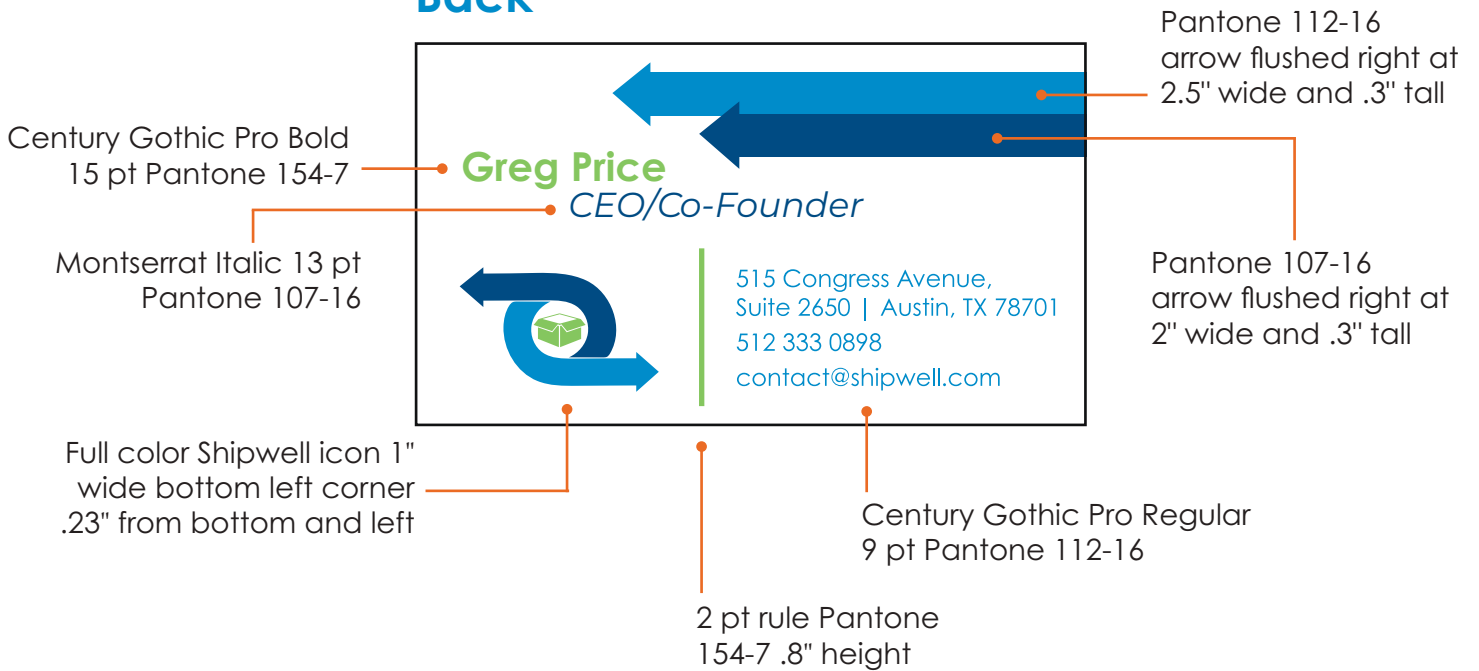 Back
Pantone 112-16
arrow flushed right at
2.5" wide and .3" tall
Century Gothic Pro Bold
15 pt Pantone 154-7
Greg Price
CEO/Co-Founder
Montserrat Italic 13 pt
Pantone 107-16
Pantone 107-16
arrow flushed right at
2" wide and .3" tall
515 Congress Avenue,
Suite 2650 | Austin, TX 78701
512 333 0898
contact@shipwell.com
Full color Shipwell icon 1"
wide bottom left corner
.23" from bottom and left
Century Gothic Pro Regular
9 pt Pantone 112-16
2 pt rule Pantone
154-7 .8" height